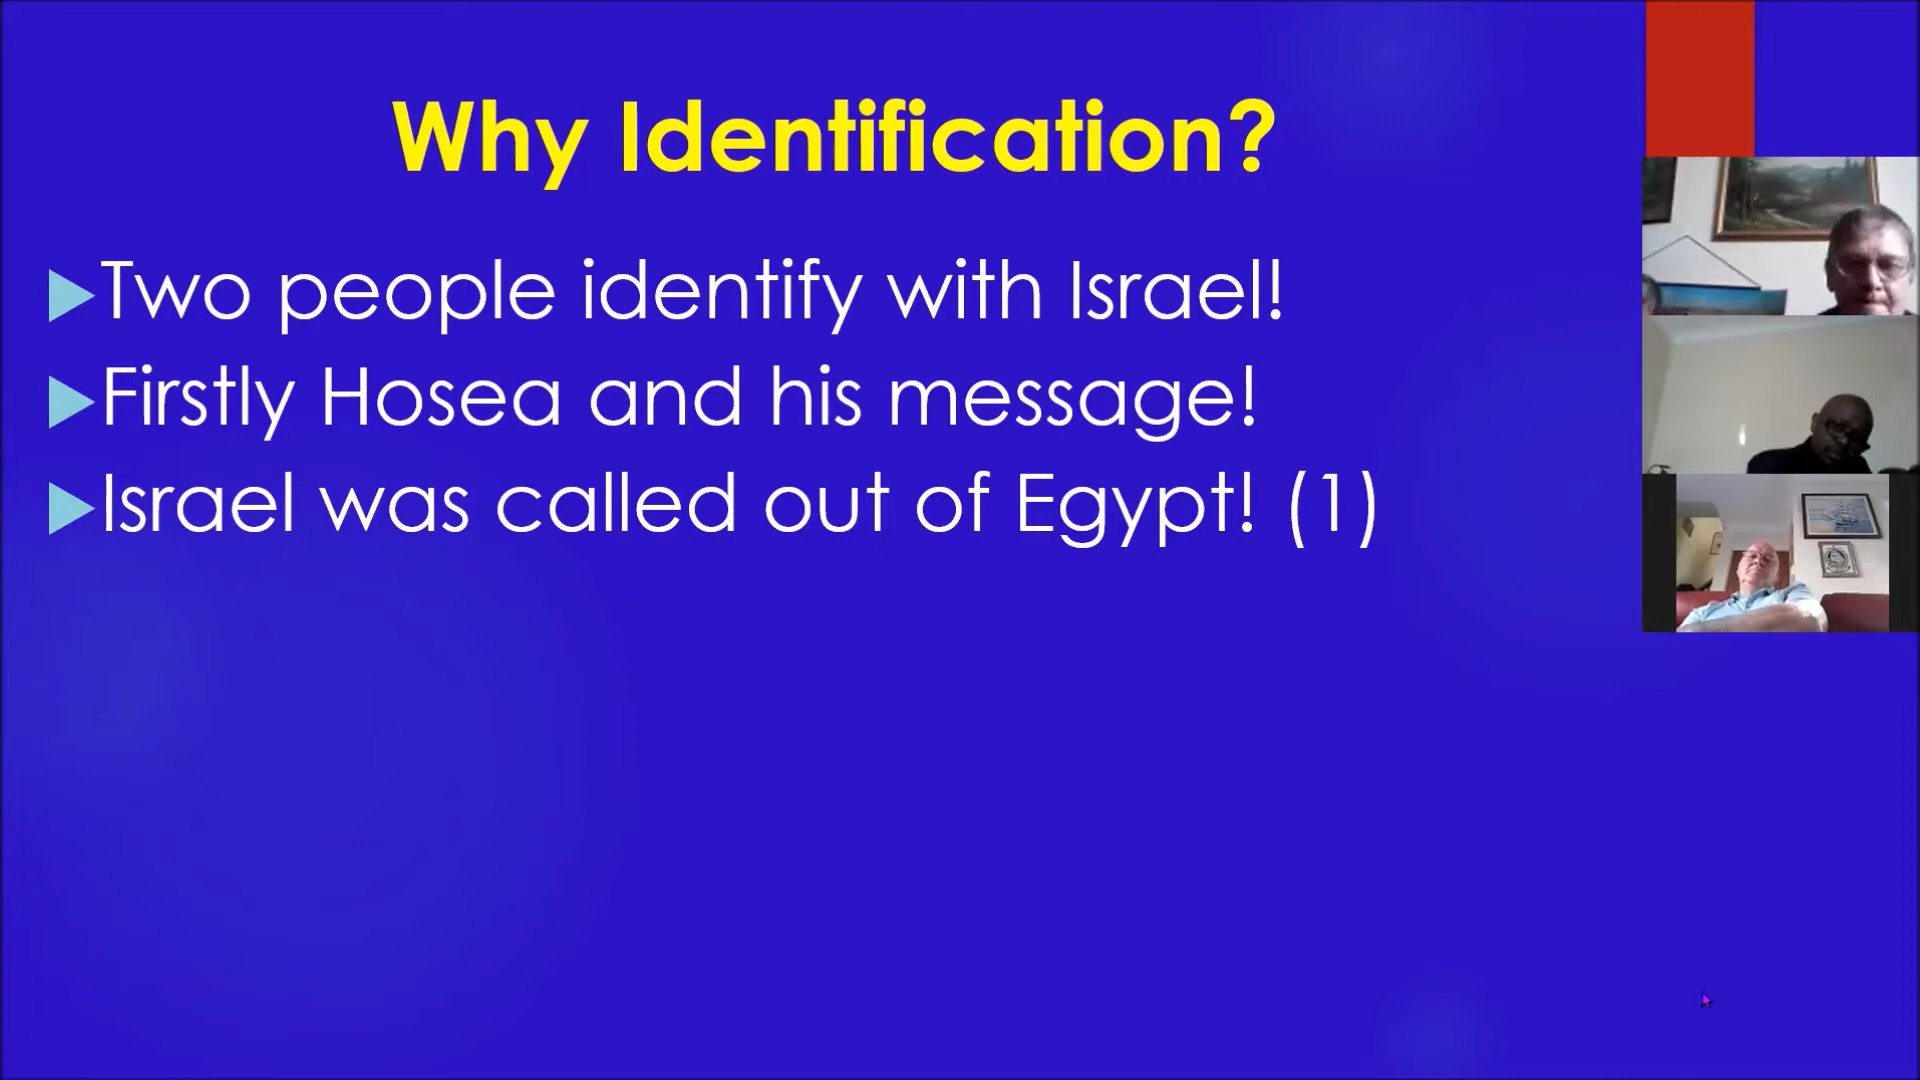 Why Identification?
Two people identify with Israel!
Firstly Hosea and his message!
Israel was called out of Egypt! (1)